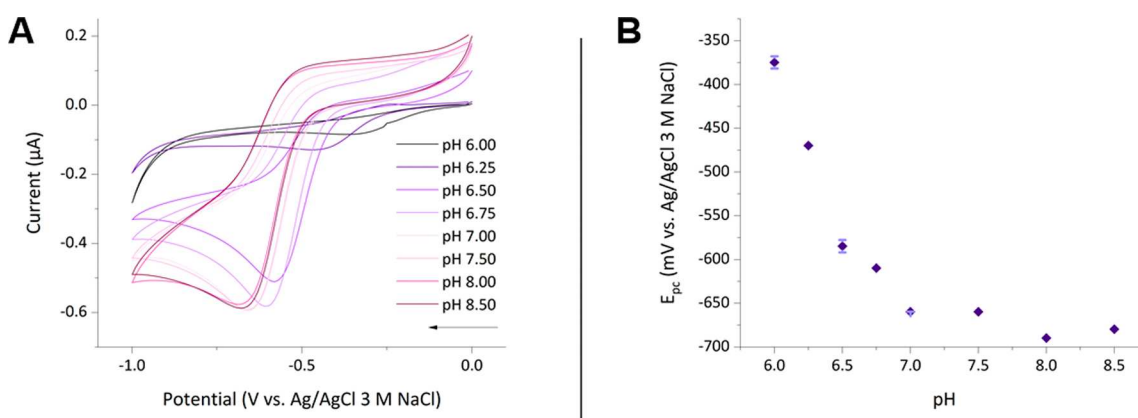 A
0.2
0.0
-0.2
-0.4
-0.6
Current (µA)
-1.0
-0.5
0.0
Potential (V vs. Ag/AgCl 3 M NaCl)
pH 6.00
pH 6.25
pH 6.50
pH 6.75
pH 7.00
pH 7.50
pH 8.00
pH 8.50
B
-350
-400
-450
-500
-550
-600
-650
-700
Epc (mV vs. Ag/AgCl 3 M NaCl)
6.0
6.5
7.0
7.5
8.0
8.5
pH